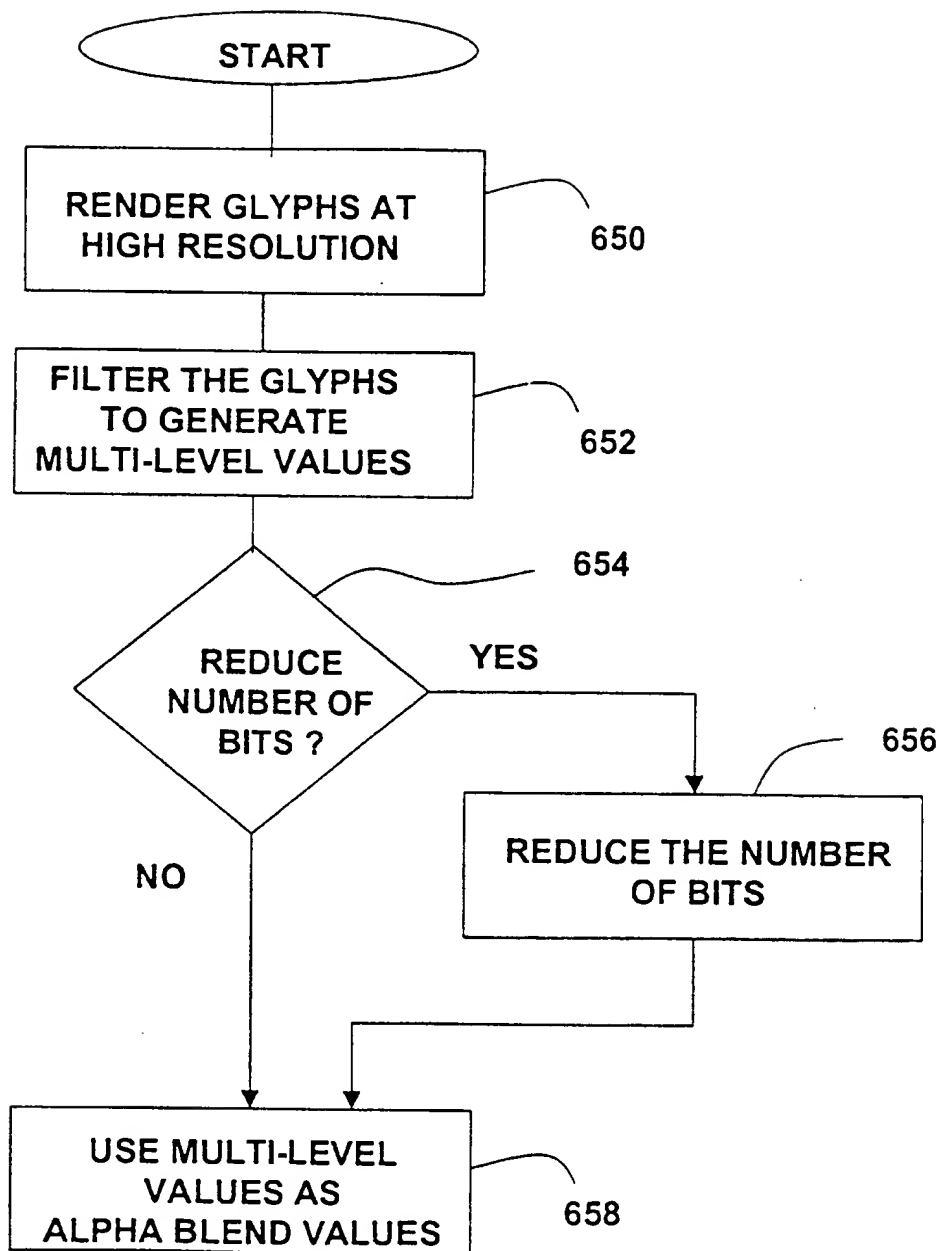 START
RENDER GLYPHS AT
HIGH RESOLUTION
650
FILTER THE GLYPHS
TO GENERATE
MULTI-LEVEL VALUES
652
654
REDUCE
NUMBER OF
BITS ?
YES
656
REDUCE THE NUMBER
OF BITS
NO
USE MULTI-LEVEL
VALUES AS
ALPHA BLEND VALUES
658